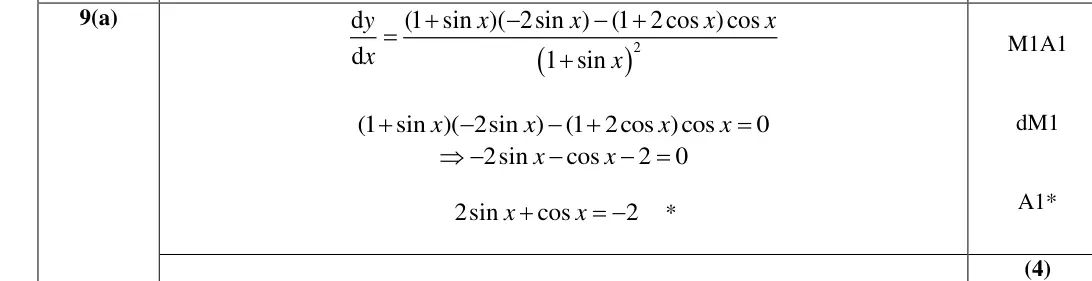 9(a)
dy/dx = (1+sin x)(−2sin x)−(1+2cos x)cos x / (1+sin x)²
M1A1
(1+sin x)(−2sin x)−(1+2cos x)cos x = 0
dM1
⇒ −2sin x−cos x−2 = 0
2sin x+cos x = −2 *
A1*
(4)